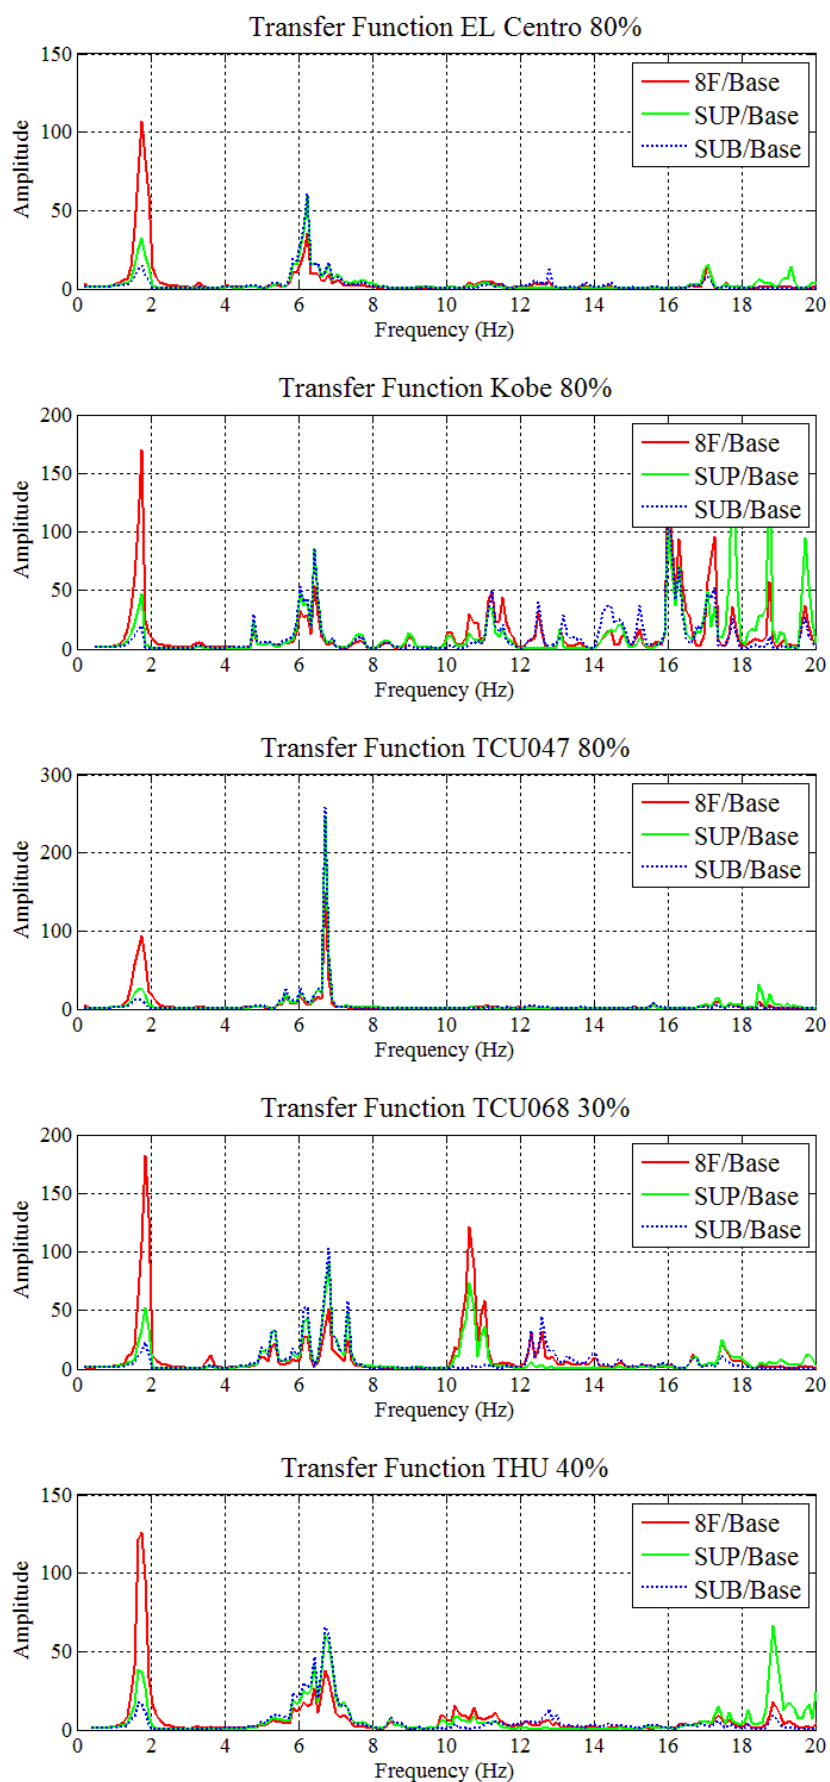 Transfer Function EL Centro 80%
150
100
50
0
Amplitude
8F/Base
SUP/Base
SUB/Base
0 2 4 6 8 10 12 14 16 18 20
Frequency (Hz)
Transfer Function Kobe 80%
200
150
100
50
0
Amplitude
8F/Base
SUP/Base
SUB/Base
0 2 4 6 8 10 12 14 16 18 20
Frequency (Hz)
Transfer Function TCU047 80%
300
200
100
0
Amplitude
8F/Base
SUP/Base
SUB/Base
0 2 4 6 8 10 12 14 16 18 20
Frequency (Hz)
Transfer Function TCU068 30%
200
150
100
50
0
Amplitude
8F/Base
SUP/Base
SUB/Base
0 2 4 6 8 10 12 14 16 18 20
Frequency (Hz)
Transfer Function THU 40%
150
100
50
0
Amplitude
8F/Base
SUP/Base
SUB/Base
0 2 4 6 8 10 12 14 16 18 20
Frequency (Hz)